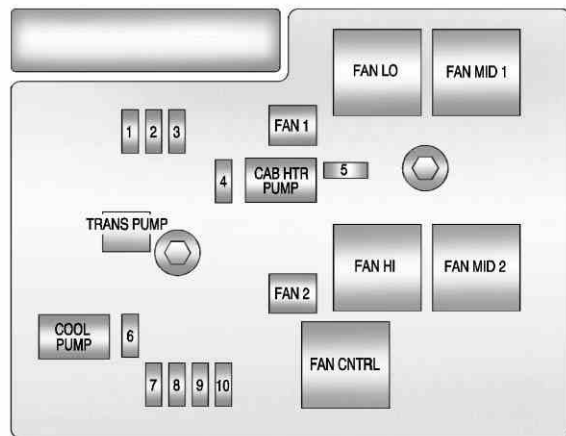 FAN LO
FAN MID 1
1
2
3
FAN 1
4
CAB HTR
PUMP
5
TRANS PUMP
FAN HI
FAN MID 2
FAN 2
COOL
PUMP
6
FAN CNTRL
7
8
9
10